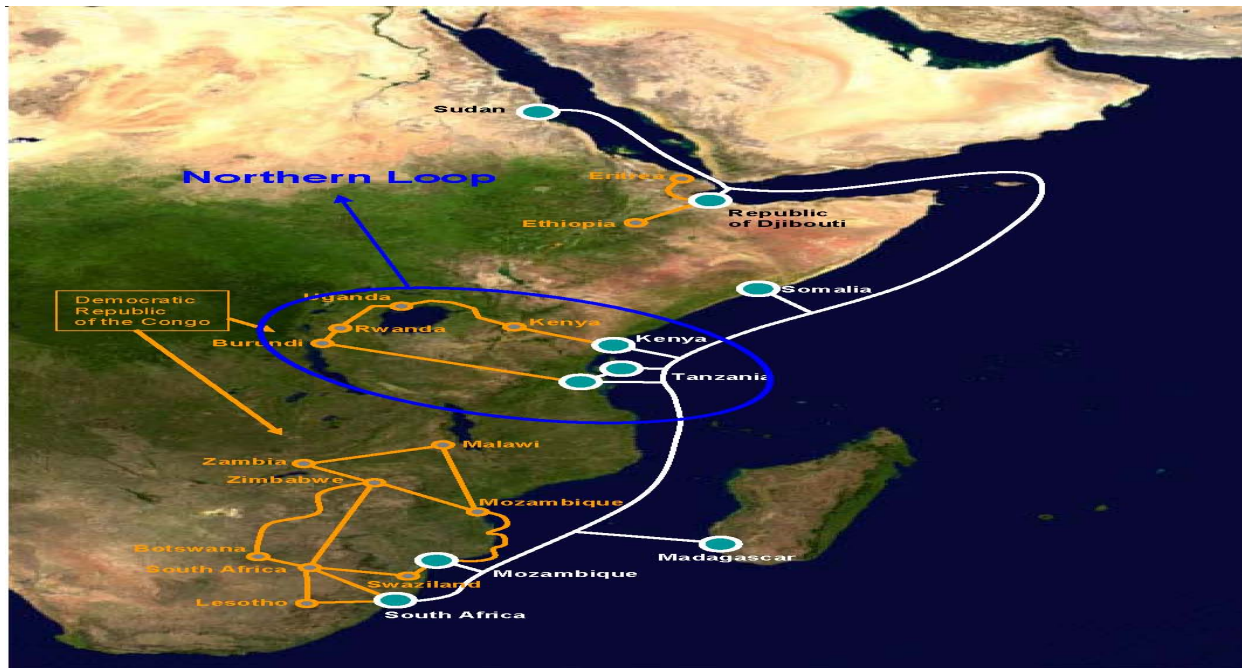 Sudan
Northern Loop
Eritrea
Republic
of Djibouti
Ethiopia
Somalia
Democratic
Republic
of the Congo
Uganda
Rwanda
Kenya
Burundi
Kenya
Tanzania
Malawi
Zambia
Zimbabwe
Mozambique
Botswana
South Africa
Madagascar
Mozambique
Swaziland
Lesotho
South Africa